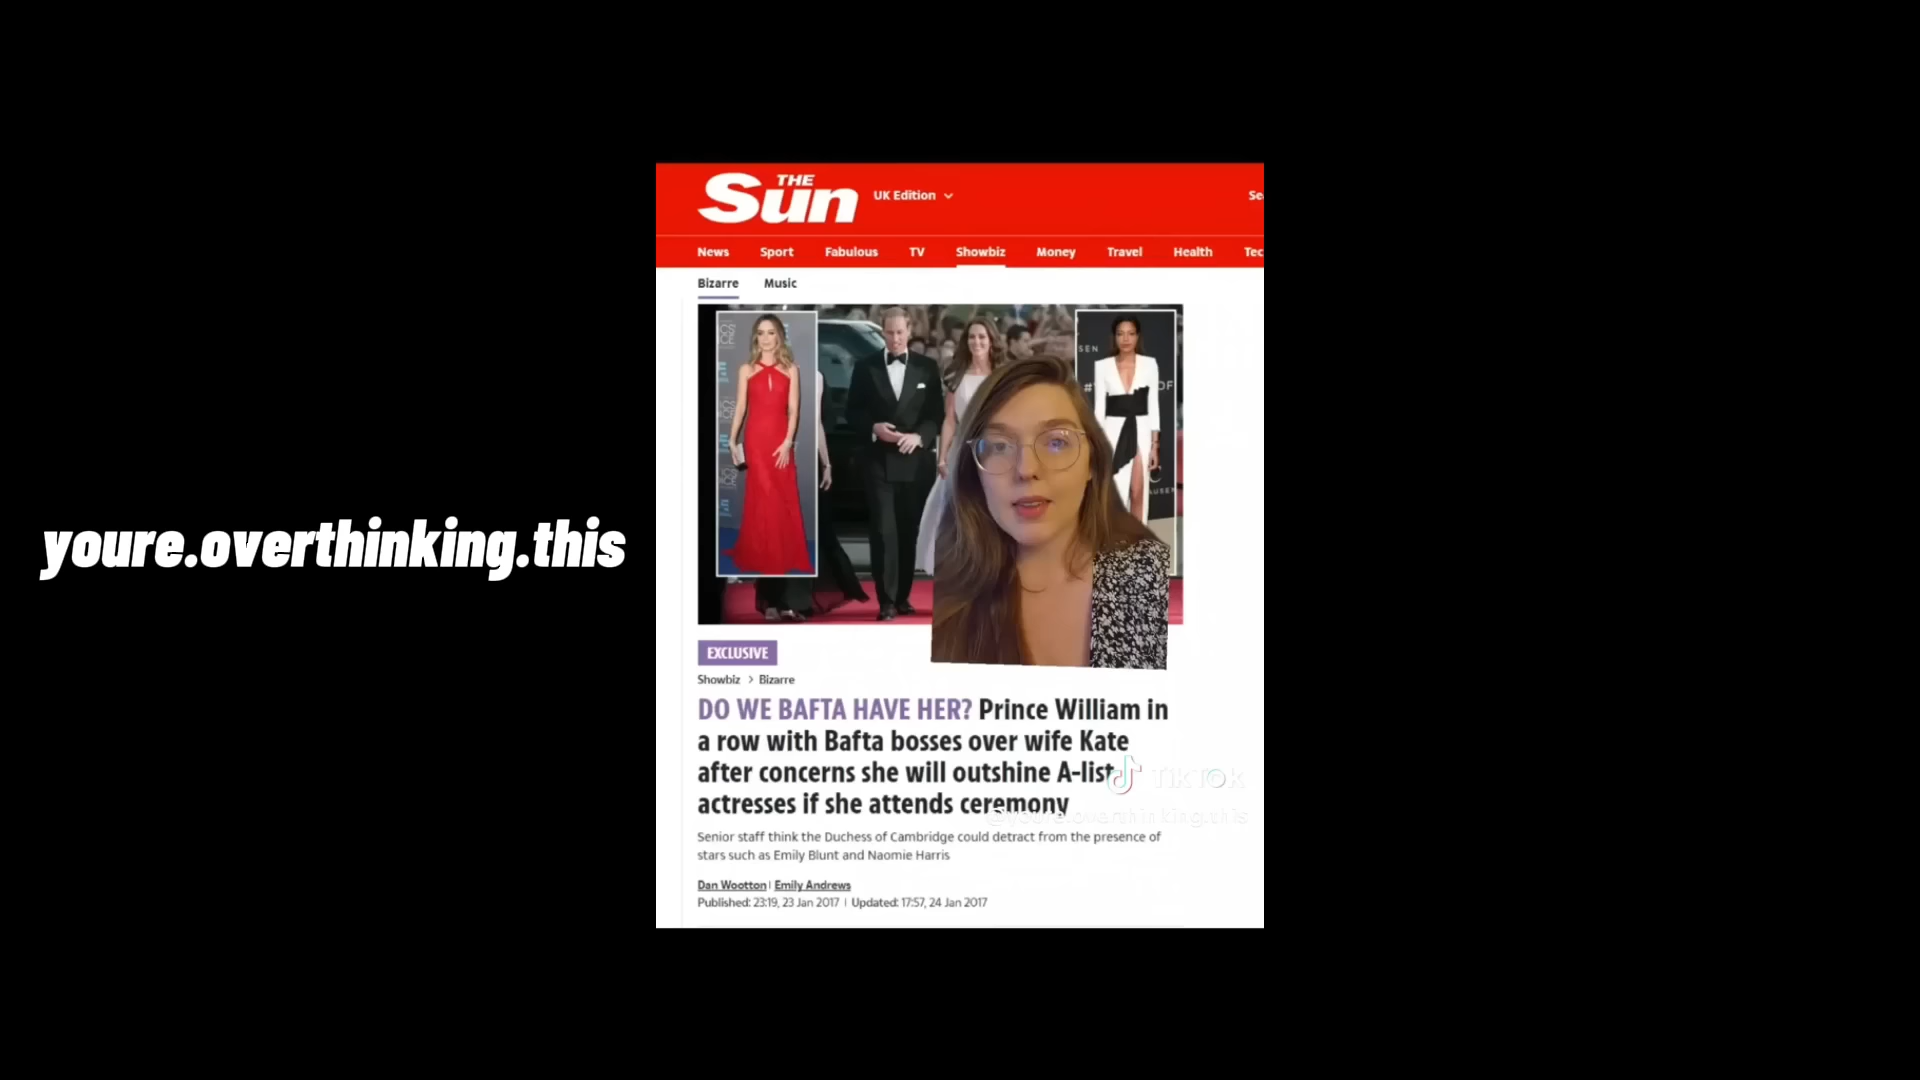 THE
Sun
UK Edition
News Sport Fabulous TV Showbiz Money Travel Health Tec
Bizarre Music
youre.overthinking.this
EXCLUSIVE
Showbiz > Bizarre
DO WE BAFTA HAVE HER? Prince William in
a row with Bafta bosses over wife Kate
after concerns she will outshine A-list
actresses if she attends ceremony
TikTok
@youre.overthinking.this
Senior staff think the Duchess of Cambridge could detract from the presence of
stars such as Emily Blunt and Naomie Harris
Dan Wootton | Emily Andrews
Published: 23:19, 23 Jan 2017 | Updated: 17:57, 24 Jan 2017